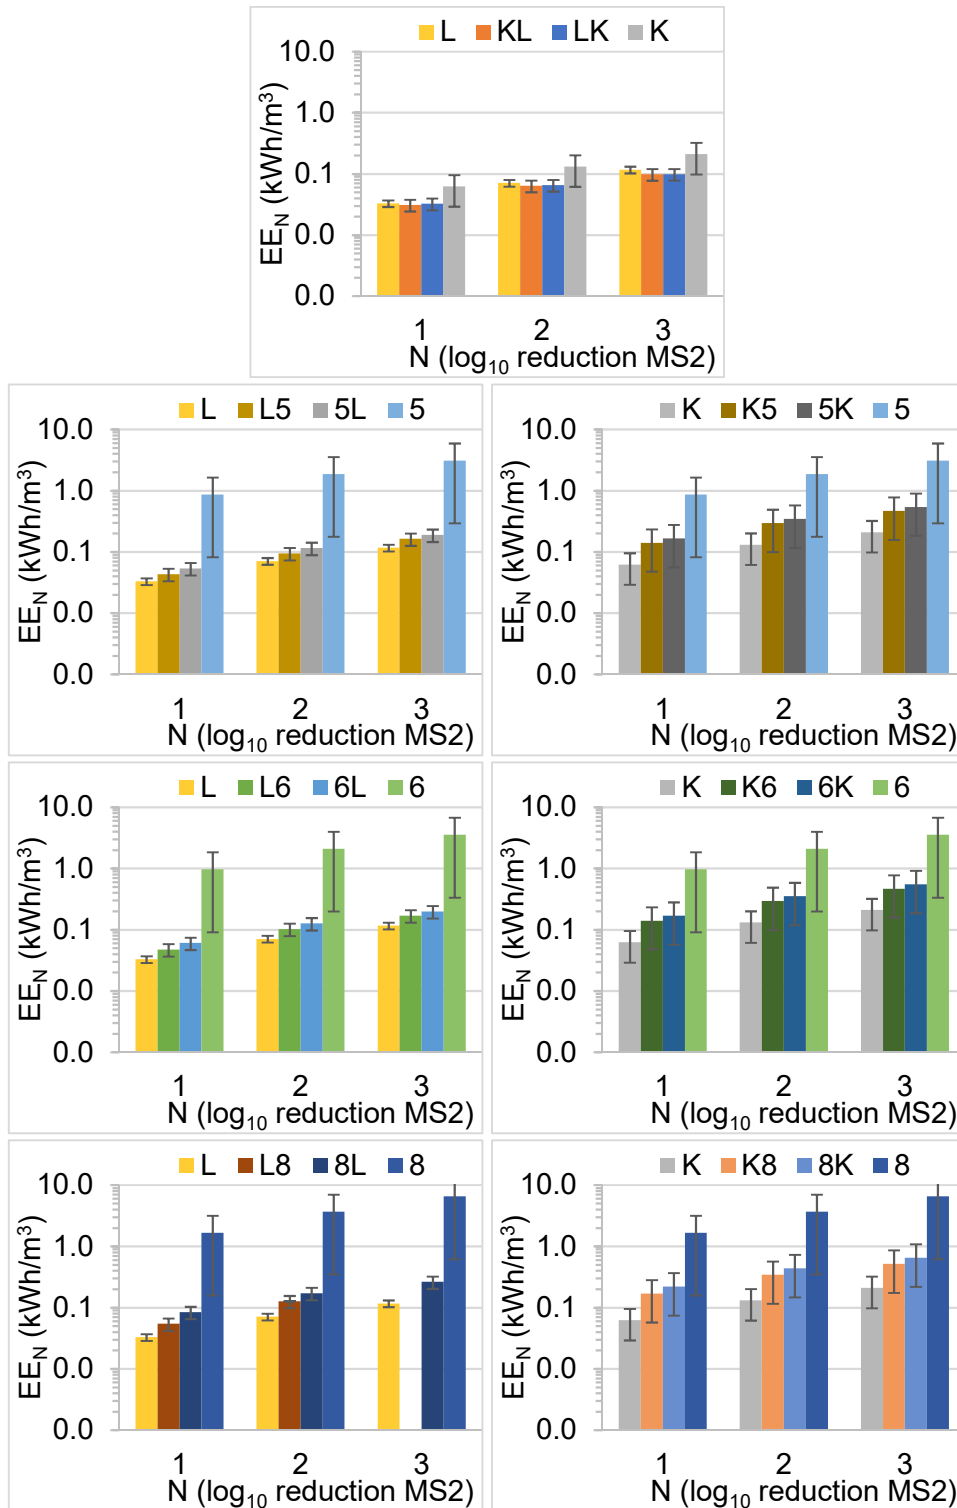 L KL LK K
10.0
1.0
0.1
0.0
0.0
EE_N (kWh/m³)
1 2 3
N (log₁₀ reduction MS2)
L L5 5L 5
10.0
1.0
0.1
0.0
0.0
EE_N (kWh/m³)
1 2 3
N (log₁₀ reduction MS2)
K K5 5K 5
10.0
1.0
0.1
0.0
0.0
EE_N (kWh/m³)
1 2 3
N (log₁₀ reduction MS2)
L L6 6L 6
10.0
1.0
0.1
0.0
0.0
EE_N (kWh/m³)
1 2 3
N (log₁₀ reduction MS2)
K K6 6K 6
10.0
1.0
0.1
0.0
0.0
EE_N (kWh/m³)
1 2 3
N (log₁₀ reduction MS2)
L L8 8L 8
10.0
1.0
0.1
0.0
0.0
EE_N (kWh/m³)
1 2 3
N (log₁₀ reduction MS2)
K K8 8K 8
10.0
1.0
0.1
0.0
0.0
EE_N (kWh/m³)
1 2 3
N (log₁₀ reduction MS2)